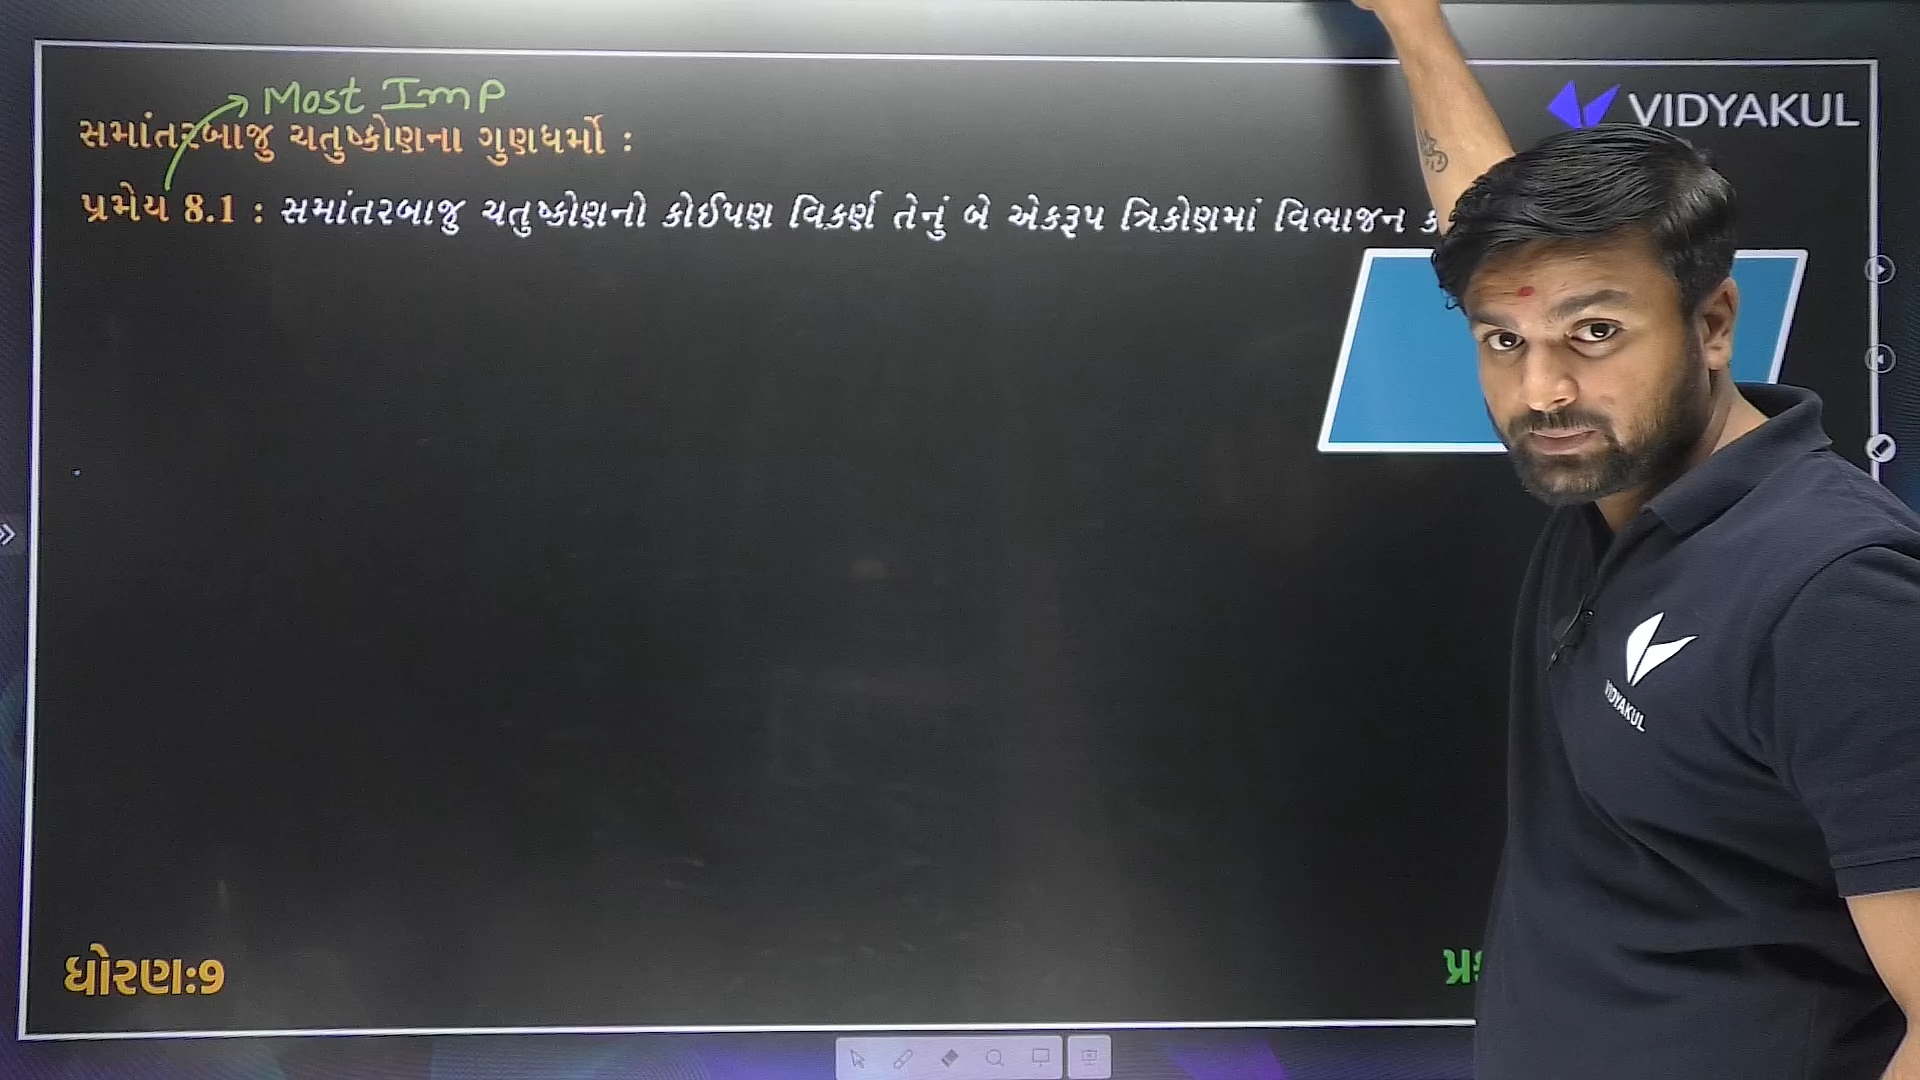 Most Imp
VIDYAKUL
સમાંતરબાજુ ચતુષ્કોણના ગુણધર્મો :
પ્રમેય 8.1 : સમાંતરબાજુ ચતુષ્કોણનો કોઈપણ વિકર્ણ તેનું બે એકરૂપ ત્રિકોણમાં વિભાજન
VIDYAKUL
ધોરણ:9